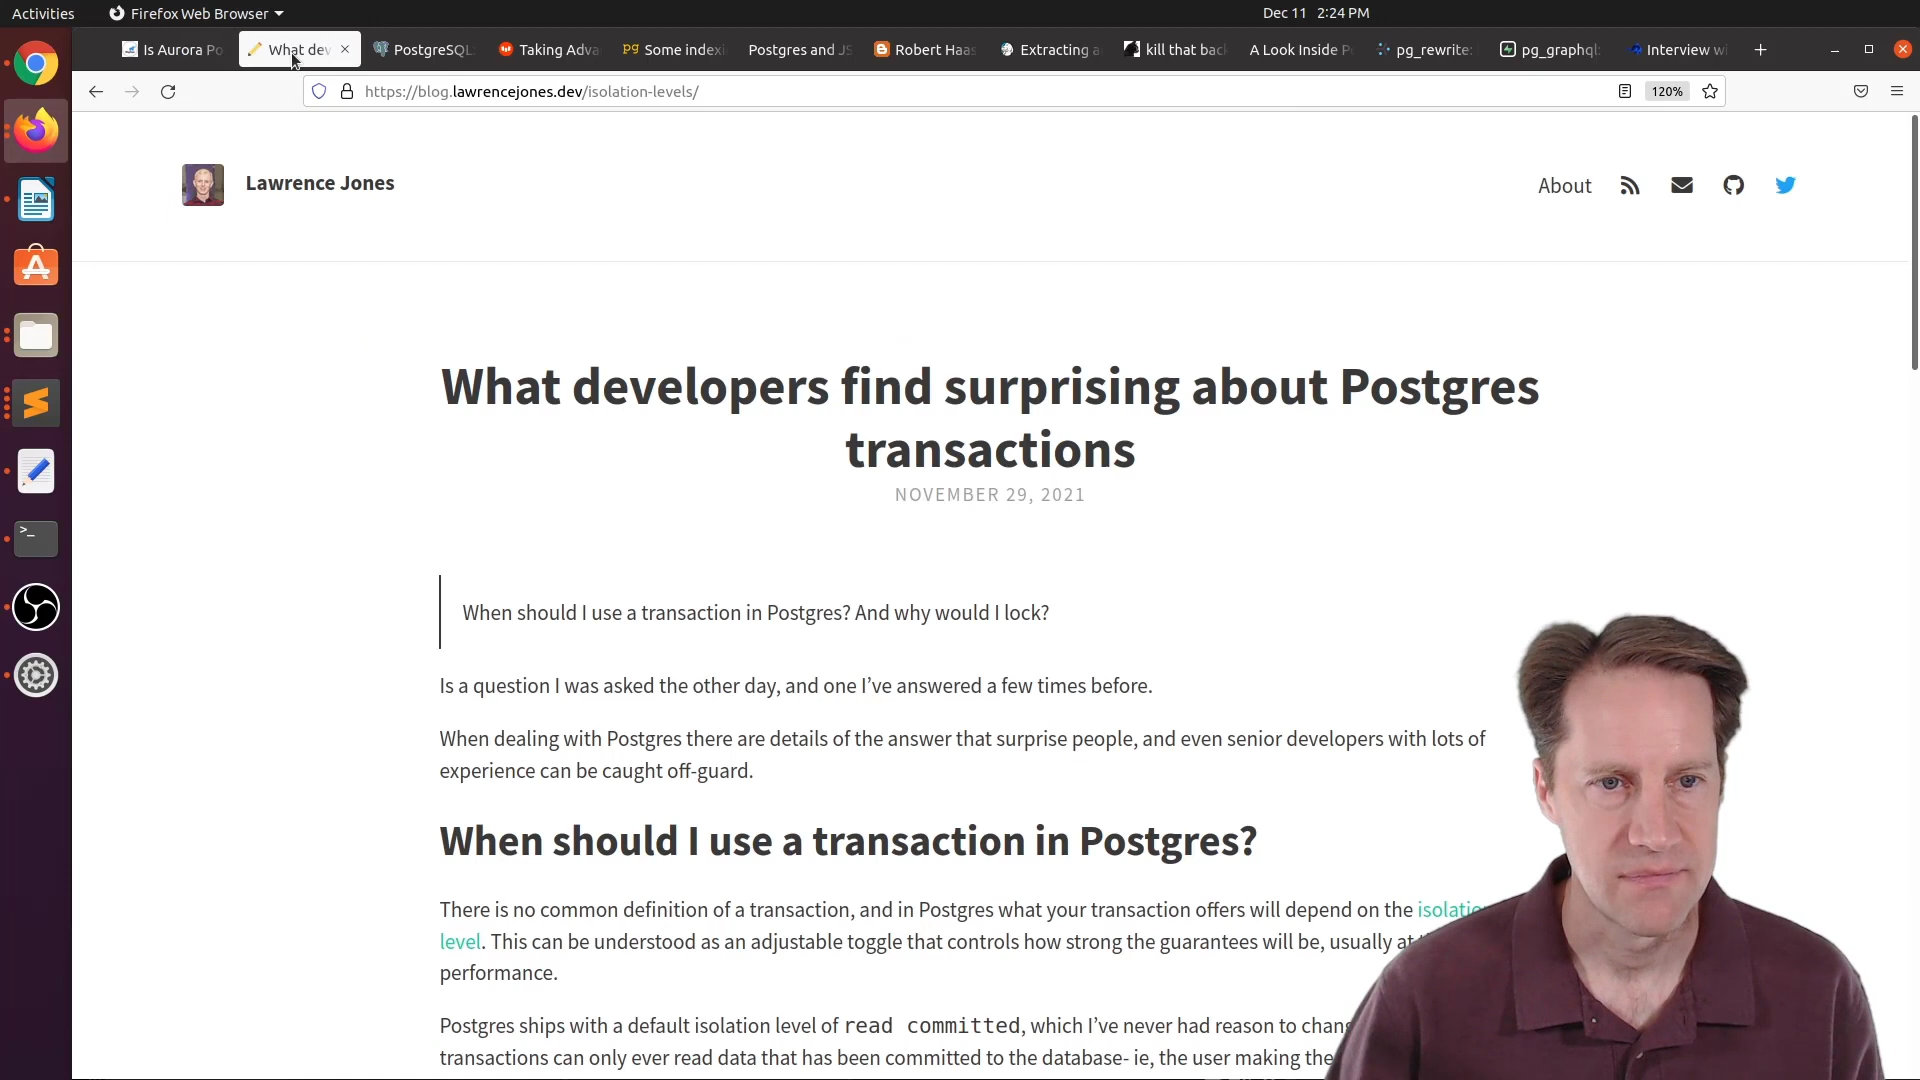 Activities
Firefox Web Browser
Dec 11 2:24 PM
Is Aurora Po
What dev
PostgreSQL
Taking Adva
Some indexi
Postgres and JS
Robert Haas
Extracting a
kill that back
A Look Inside P
pg_rewrite:
pg_graphql:
Interview wi
https://blog.lawrencejones.dev/isolation-levels/
120%
Lawrence Jones
About
What developers find surprising about Postgres
transactions
NOVEMBER 29, 2021
When should I use a transaction in Postgres? And why would I lock?
Is a question I was asked the other day, and one I’ve answered a few times before.
When dealing with Postgres there are details of the answer that surprise people, and even senior developers with lots of
experience can be caught off-guard.
When should I use a transaction in Postgres?
There is no common definition of a transaction, and in Postgres what your transaction offers will depend on the isolation
level. This can be understood as an adjustable toggle that controls how strong the guarantees will be, usually at
performance.
Postgres ships with a default isolation level of read committed, which I’ve never had reason to chang
transactions can only ever read data that has been committed to the database- ie, the user making the